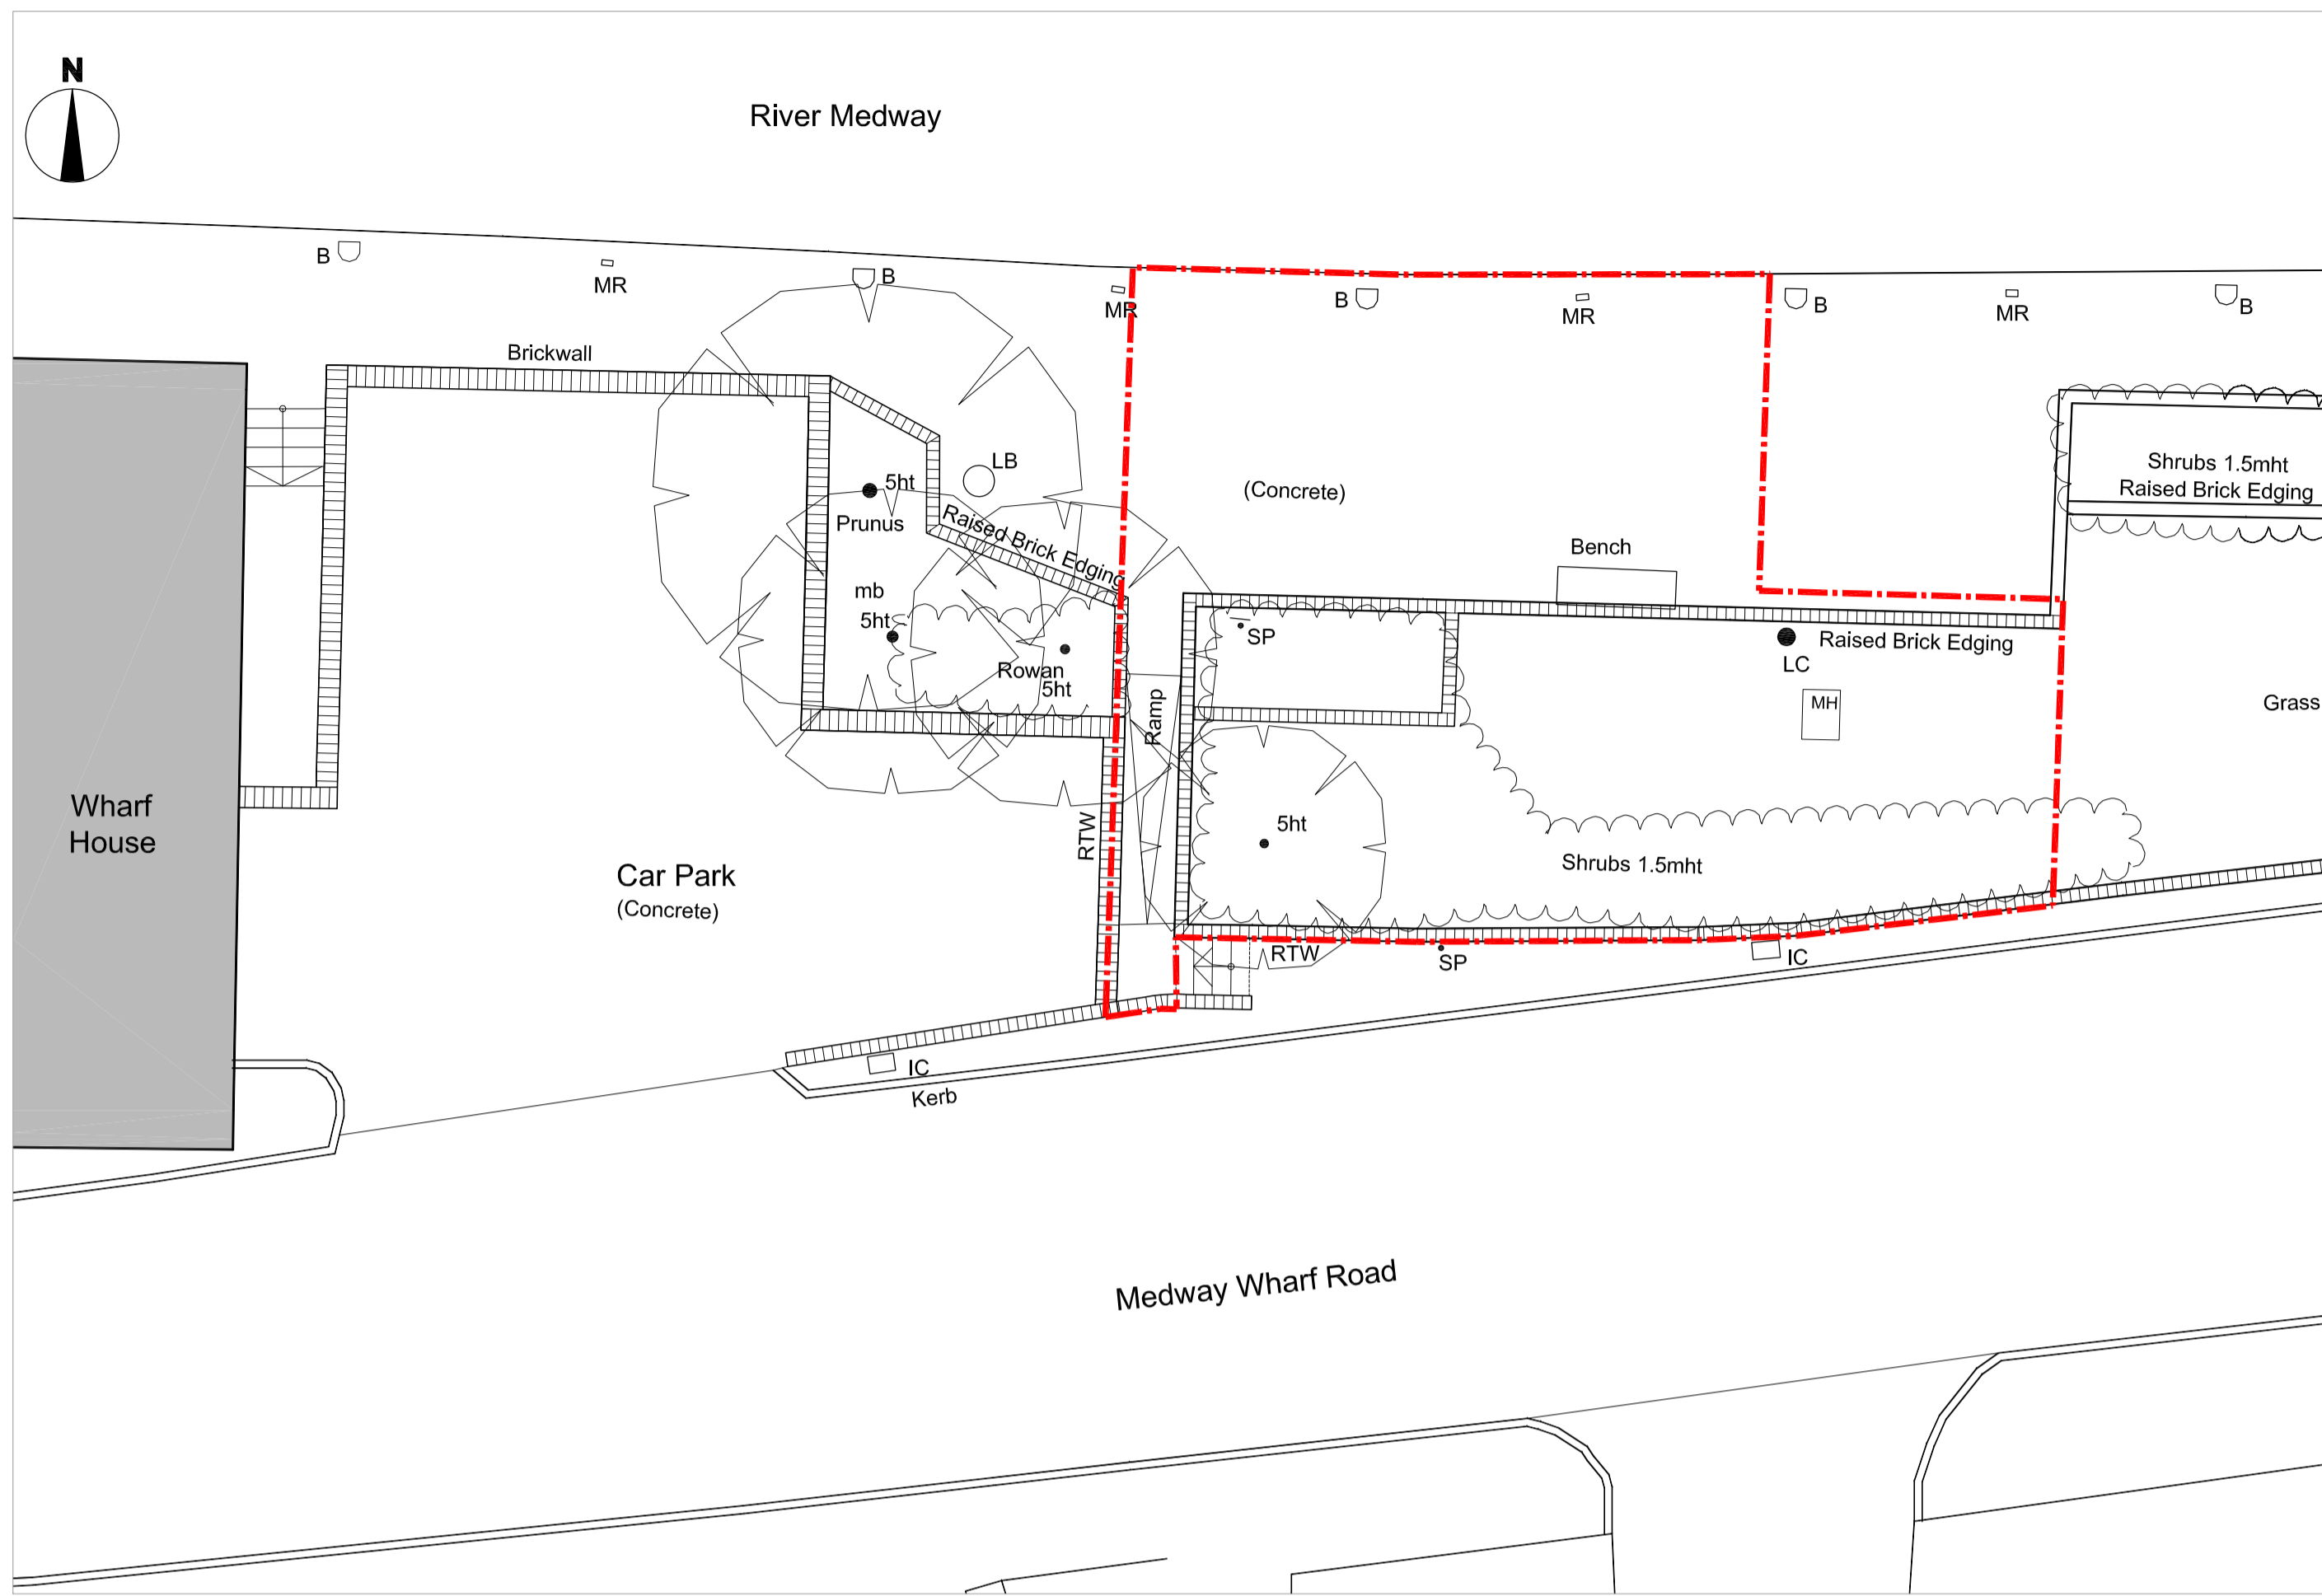 N
River Medway
B
MR
B
MR
B
MR
B
MR
B
Brickwall
LB
5ht
Prunus
Raised Brick Edging
(Concrete)
Shrubs 1.5mht
Raised Brick Edging
Bench
mb
5ht
Rowan
5ht
SP
Raised Brick Edging
LC
MH
Grass
Ramp
Wharf
House
RTW
5ht
Car Park
(Concrete)
Shrubs 1.5mht
RTW
SP
IC
IC
Kerb
Medway Wharf Road